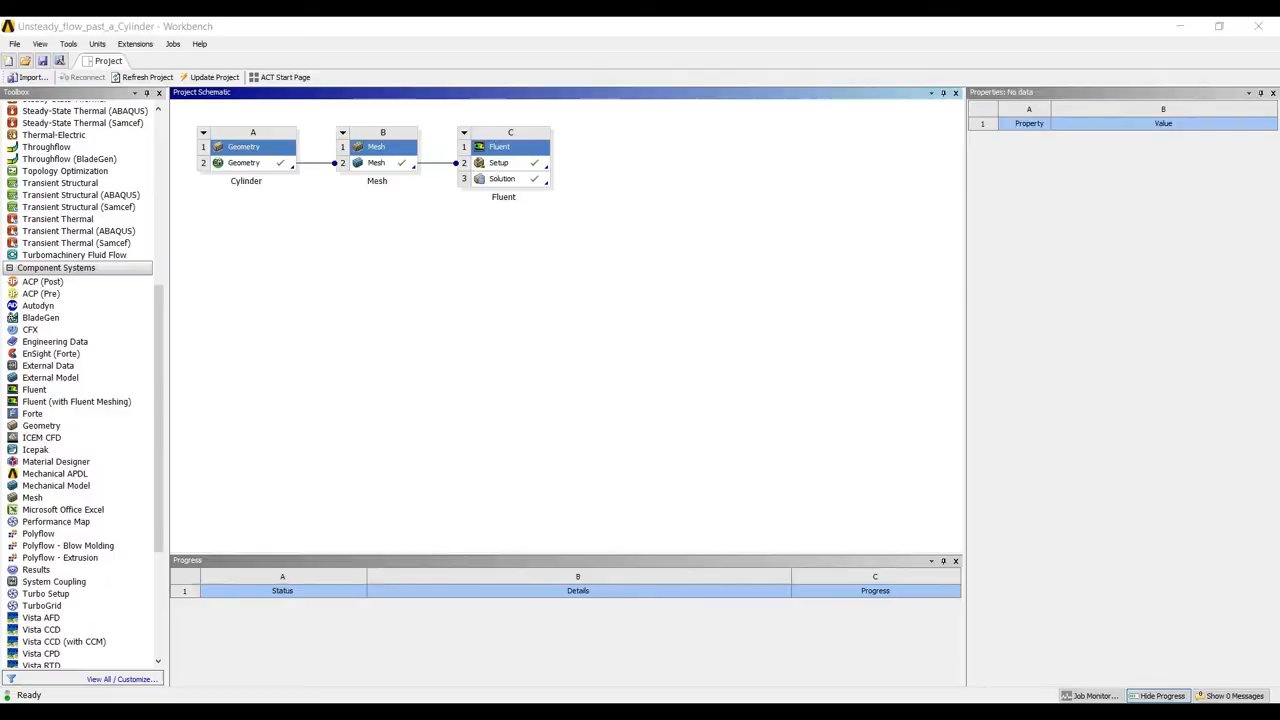 Unsteady_flow_past_a_Cylinder - Workbench
File View Tools Units Extensions Jobs Help
Project
Import... Reconnect Refresh Project Update Project ACT Start Page
Toolbox
Steady-State Thermal (ABAQUS)
Steady-State Thermal (Samcef)
Thermal-Electric
Throughflow
Throughflow (BladeGen)
Topology Optimization
Transient Structural
Transient Structural (ABAQUS)
Transient Structural (Samcef)
Transient Thermal
Transient Thermal (ABAQUS)
Transient Thermal (Samcef)
Turbomachinery Fluid Flow
Component Systems
ACP (Post)
ACP (Pre)
Autodyn
BladeGen
CFX
Engineering Data
EnSight (Forte)
External Data
External Model
Fluent
Fluent (with Fluent Meshing)
Forte
Geometry
ICEM CFD
Icepak
Material Designer
Mechanical APDL
Mechanical Model
Mesh
Microsoft Office Excel
Performance Map
Polyflow
Polyflow - Blow Molding
Polyflow - Extrusion
Results
System Coupling
Turbo Setup
TurboGrid
Vista AFD
Vista CCD
Vista CCD (with CCM)
Vista CPD
Vista RTD
View All / Customize...
Project Schematic
A
1 Geometry
2 Geometry
Cylinder
B
1 Mesh
2 Mesh
Mesh
C
1 Fluent
2 Setup
3 Solution
Fluent
Progress
A B C
1 Status Details Progress
Properties: No data
A B
1 Property Value
Ready
Job Monitor... Hide Progress Show 0 Messages